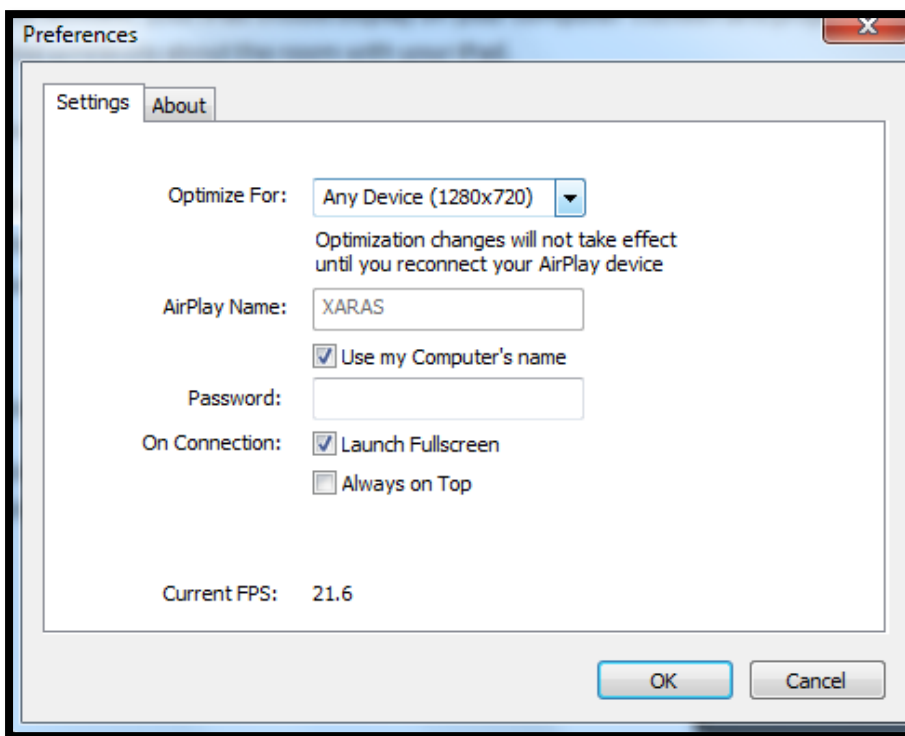 Preferences
Settings
About
Optimize For: Any Device (1280x720)
Optimization changes will not take effect
until you reconnect your AirPlay device
AirPlay Name: XARAS
Use my Computer's name
Password:
On Connection: Launch Fullscreen
Always on Top
Current FPS: 21.6
OK
Cancel